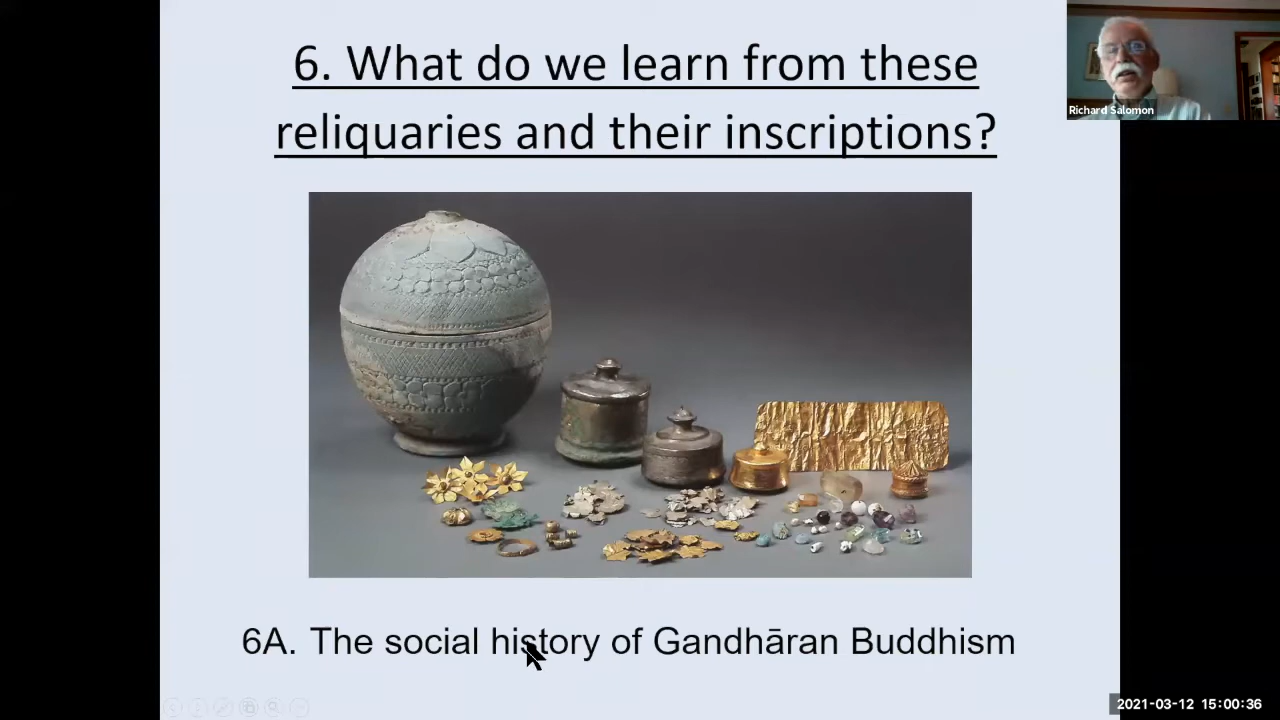 6. What do we learn from these
reliquaries and their inscriptions?
Richard Salomon
6A. The social history of Gandhāran Buddhism
2021-03-12 15:00:36